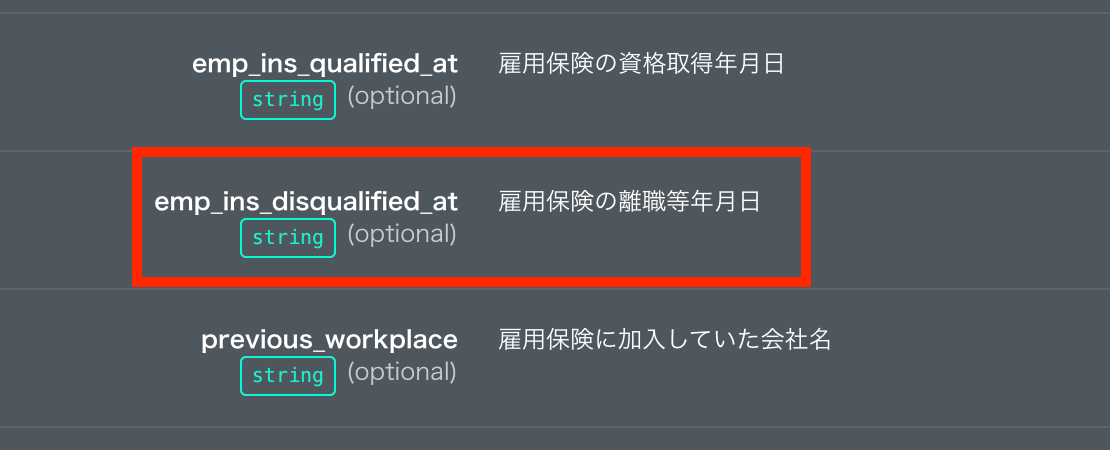 emp_ins_qualified_at 雇用保険の資格取得年月日
string (optional)
emp_ins_disqualified_at 雇用保険の離職等年月日
string (optional)
previous_workplace 雇用保険に加入していた会社名
string (optional)